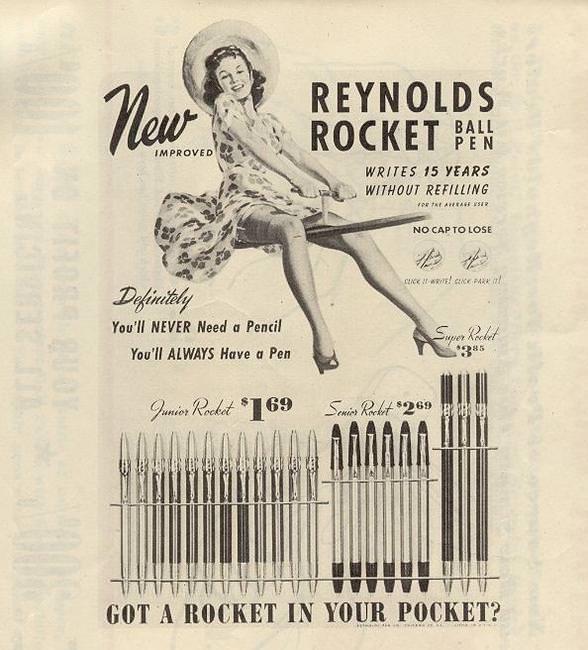 New
IMPROVED
REYNOLDS
ROCKET BALL PEN
WRITES 15 YEARS
WITHOUT REFILLING
FOR THE AVERAGE USER
NO CAP TO LOSE
CLICK IT-WRITE! CLICK-PARK IT!
Definitely
You'll NEVER Need a Pencil
You'll ALWAYS Have a Pen
Super Rocket
$3.85
Junior Rocket $1.69
Senior Rocket $2.69
GOT A ROCKET IN YOUR POCKET?